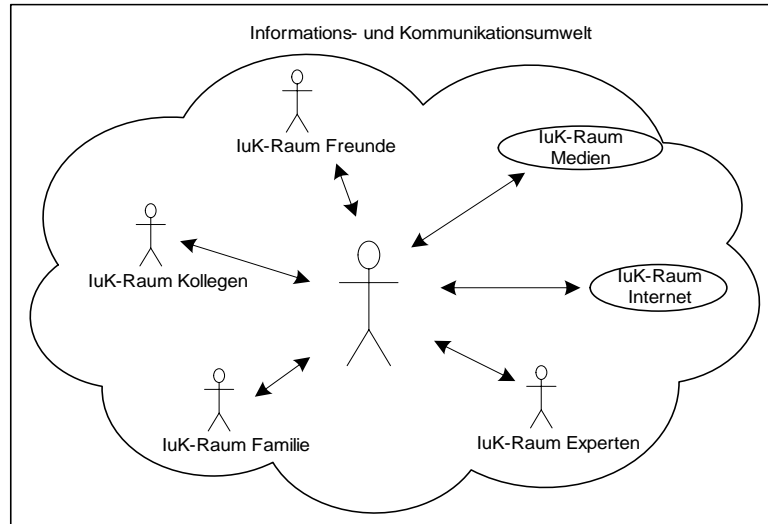 Informations- und Kommunikationsumwelt
IuK-Raum Freunde
IuK-Raum
Medien
IuK-Raum Kollegen
IuK-Raum
Internet
IuK-Raum Familie
IuK-Raum Experten